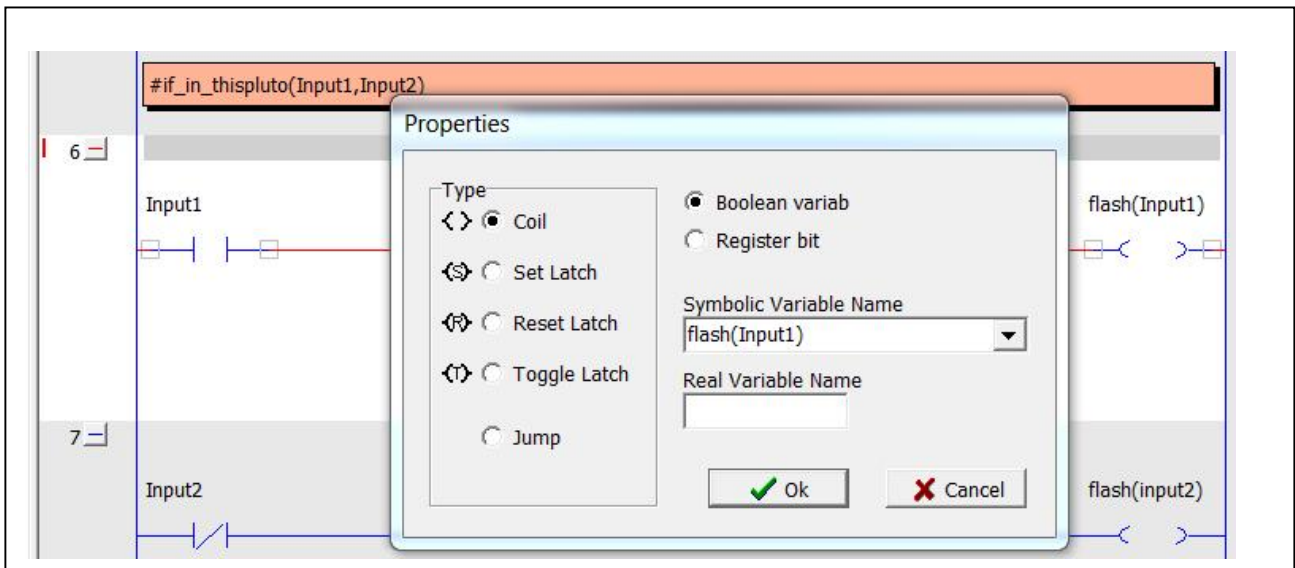 #if_in_thispluto(Input1,Input2)
Properties
6
Input1
flash(Input1)
Type
Coil
Set Latch
Reset Latch
Toggle Latch
Jump
Boolean variab
Register bit
Symbolic Variable Name
flash(Input1)
Real Variable Name
Ok
Cancel
7
Input2
flash(input2)